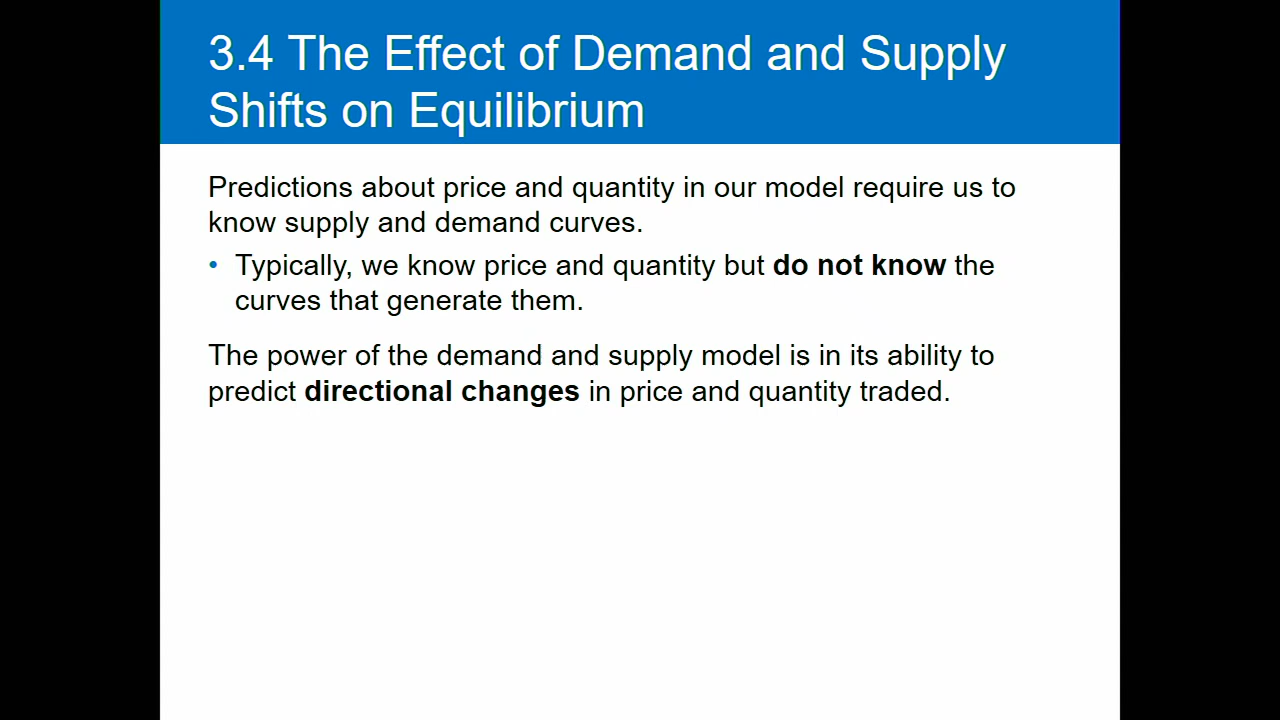 3.4 The Effect of Demand and Supply
Shifts on Equilibrium
Predictions about price and quantity in our model require us to
know supply and demand curves.
• Typically, we know price and quantity but do not know the
curves that generate them.
The power of the demand and supply model is in its ability to
predict directional changes in price and quantity traded.